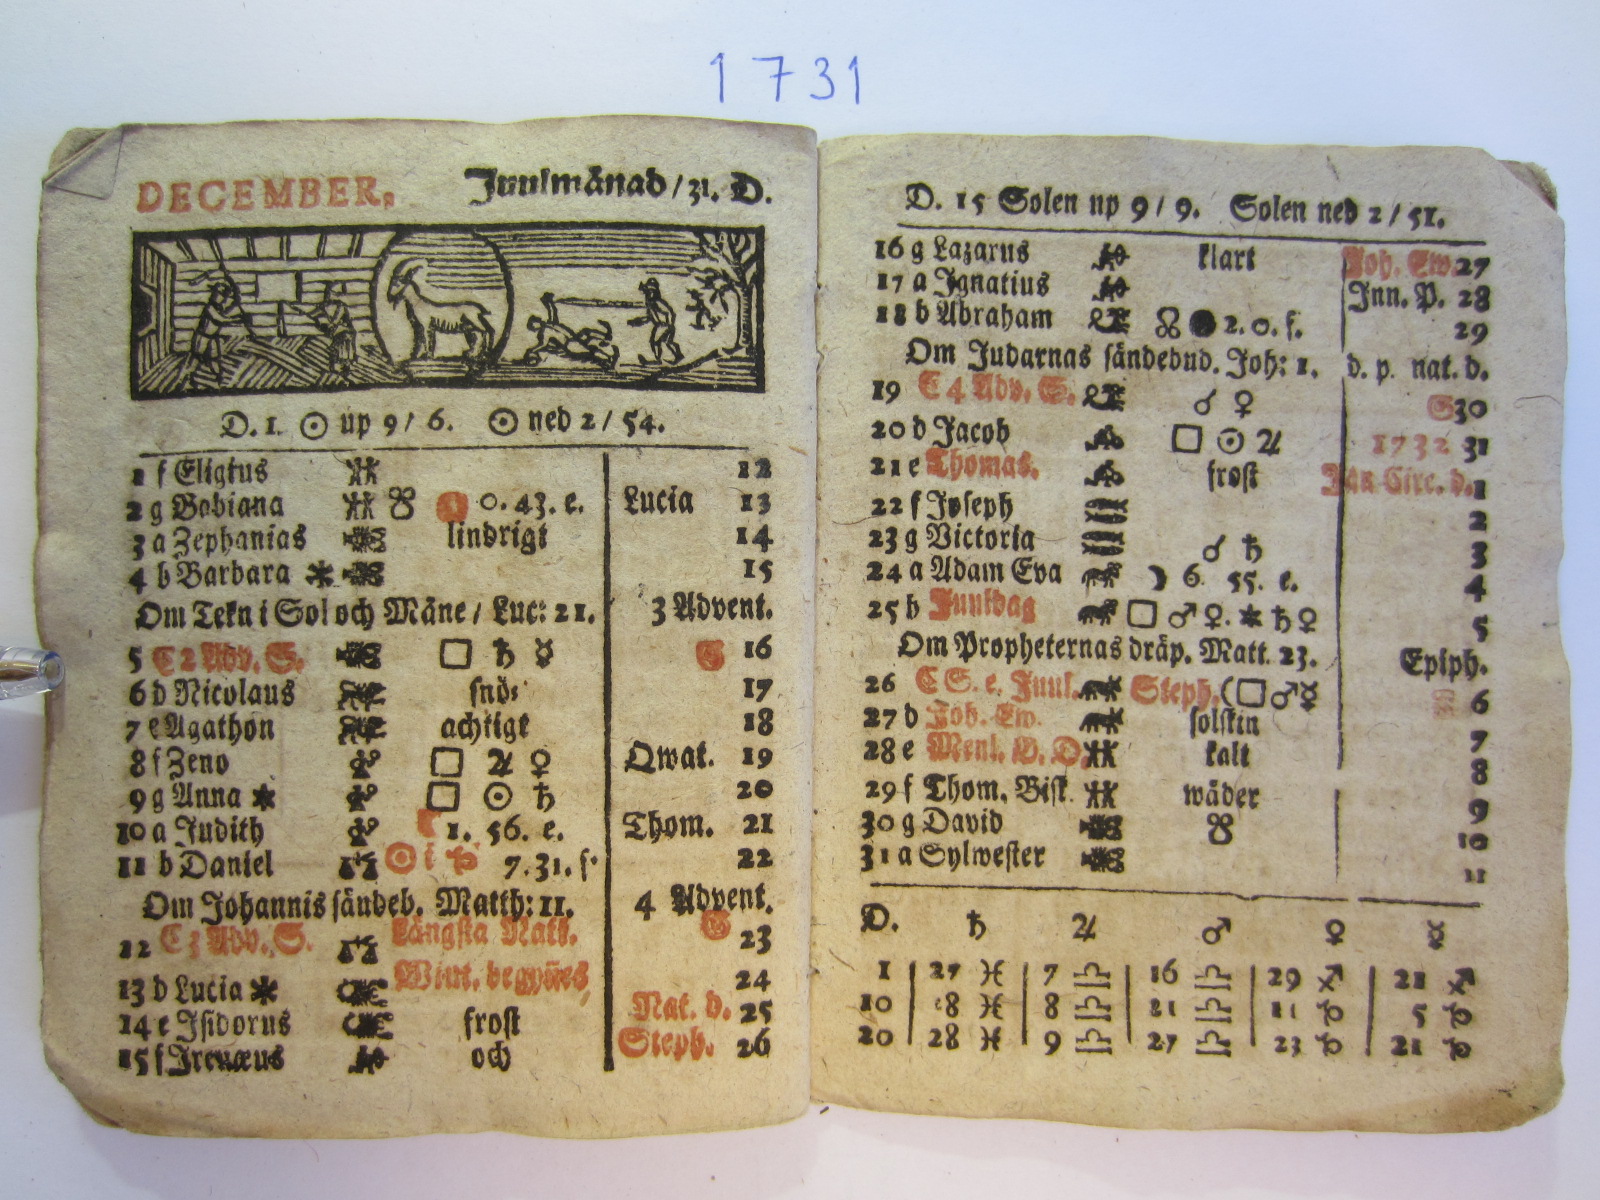 1731
DECEMBER, Juulmånad/31. D.
D. 1. ☉ up 9/ 6. ☉ ned 2/ 54.
1 f Eligius 12
2 g Bobiana ☋ 0. 43. e. Lucia 13
3 a Zephanias lindrigt 14
4 b Barbara * 15
Om Tekn i Sol och Måne / Luc: 21. 3 Advent.
5 C 2 Adv. S. □ ♄ ☿ G 16
6 d Nicolaus snö: 17
7 e Agathon achtigt 18
8 f Zeno □ ♃ ♀ Qwat. 19
9 g Anna * □ ☉ ♄ 20
10 a Judith 1. 56. e. Thom. 21
11 b Daniel ☉ i ♑ 7.31. f. 22
Om Johannis sändeb. Matth: 11. 4 Advent.
12 C 3 Adv. S. Längsta Natt. G 23
13 d Lucia * Wint. begynnes 24
14 e Isidorus frost Nat. d. 25
15 f Irenæus och Steph. 26
D. 15 Solen up 9/ 9. Solen ned 2/ 51.
16 g Lazarus klart Joh. Ew. 27
17 a Ignatius Inn. P. 28
18 b Abraham ☊ ● 2. 0. f. 29
Om Judarnas sändebud. Joh: 1. d. p. nat. d.
19 C 4 Adv. S. ☌ ♀ G 30
20 d Jacob □ ☉ ♃ 1732 31
21 e Thomas. frost Jan Circ. d. 1
22 f Joseph 2
23 g Victoria ☌ ♄ 3
24 a Adam Eva ☽ 6. 55. e. 4
25 b Juuldag □ ♂ ♀. * ♄ ♀ 5
Om Propheternas dråp. Matt. 23. Epiph.
26 C S. e. Juul. Steph. (□ ♂ ☿ 6
27 d Joh. Ew. solskin 7
28 e Menl. B. D. kalt 8
29 f Thom. Bisk. wäder 9
30 g David ☋ 10
31 a Sylwester 11
D. ♄ ♃ ♂ ♀ ☿
1 27 ♓ 7 ♎ 16 ♎ 29 ♐ 21 ♐
10 28 ♓ 8 ♎ 21 ♎ 11 ♑ 5 ♑
20 28 ♓ 9 ♎ 27 ♎ 23 ♑ 21 ♑